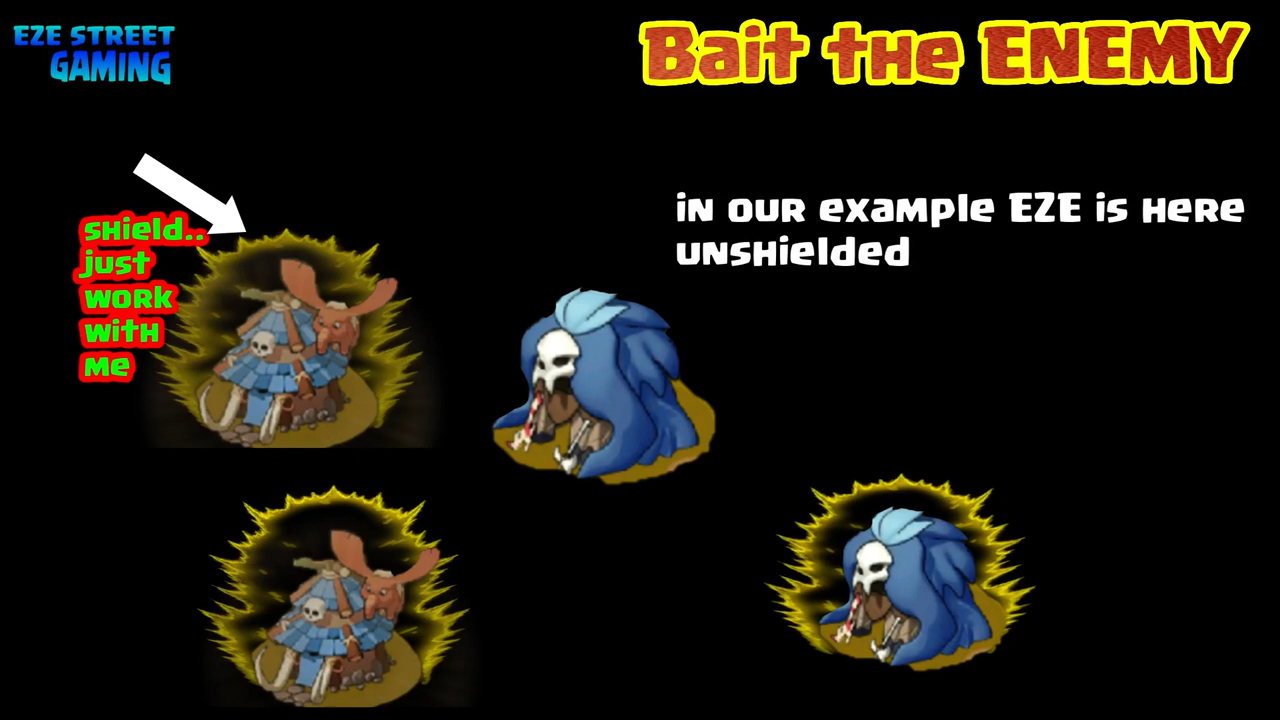 EZE STREET
GAMING
Bait the ENEMY
in our example EZE is here
unshielded
shield..
just
work
with
me